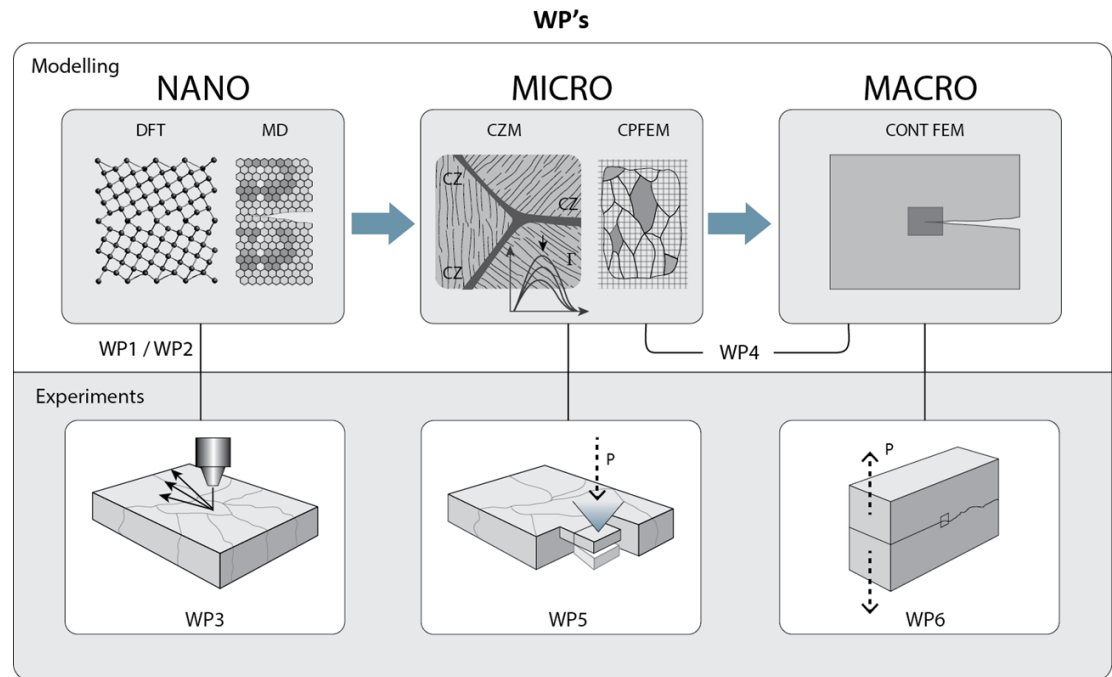 WP's
Modelling
NANO
MICRO
MACRO
DFT
MD
CZM
CPFEM
CONT FEM
CZ
CZ
CZ
Γ
WP1 / WP2
WP4
Experiments
P
P
WP3
WP5
WP6